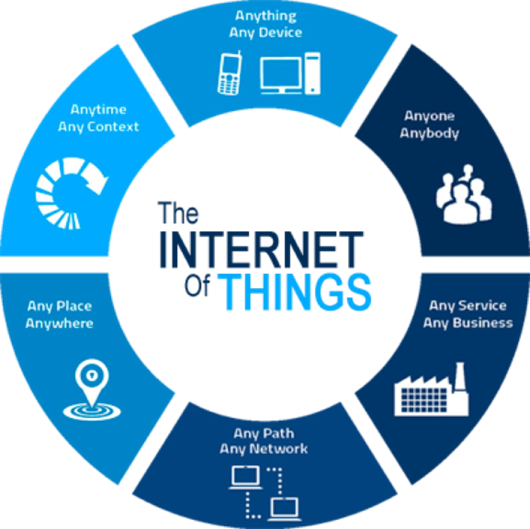 Anything
Any Device
Anyone
Anybody
Any Service
Any Business
Any Path
Any Network
Any Place
Anywhere
Anytime
Any Context
The
INTERNET
Of THINGS